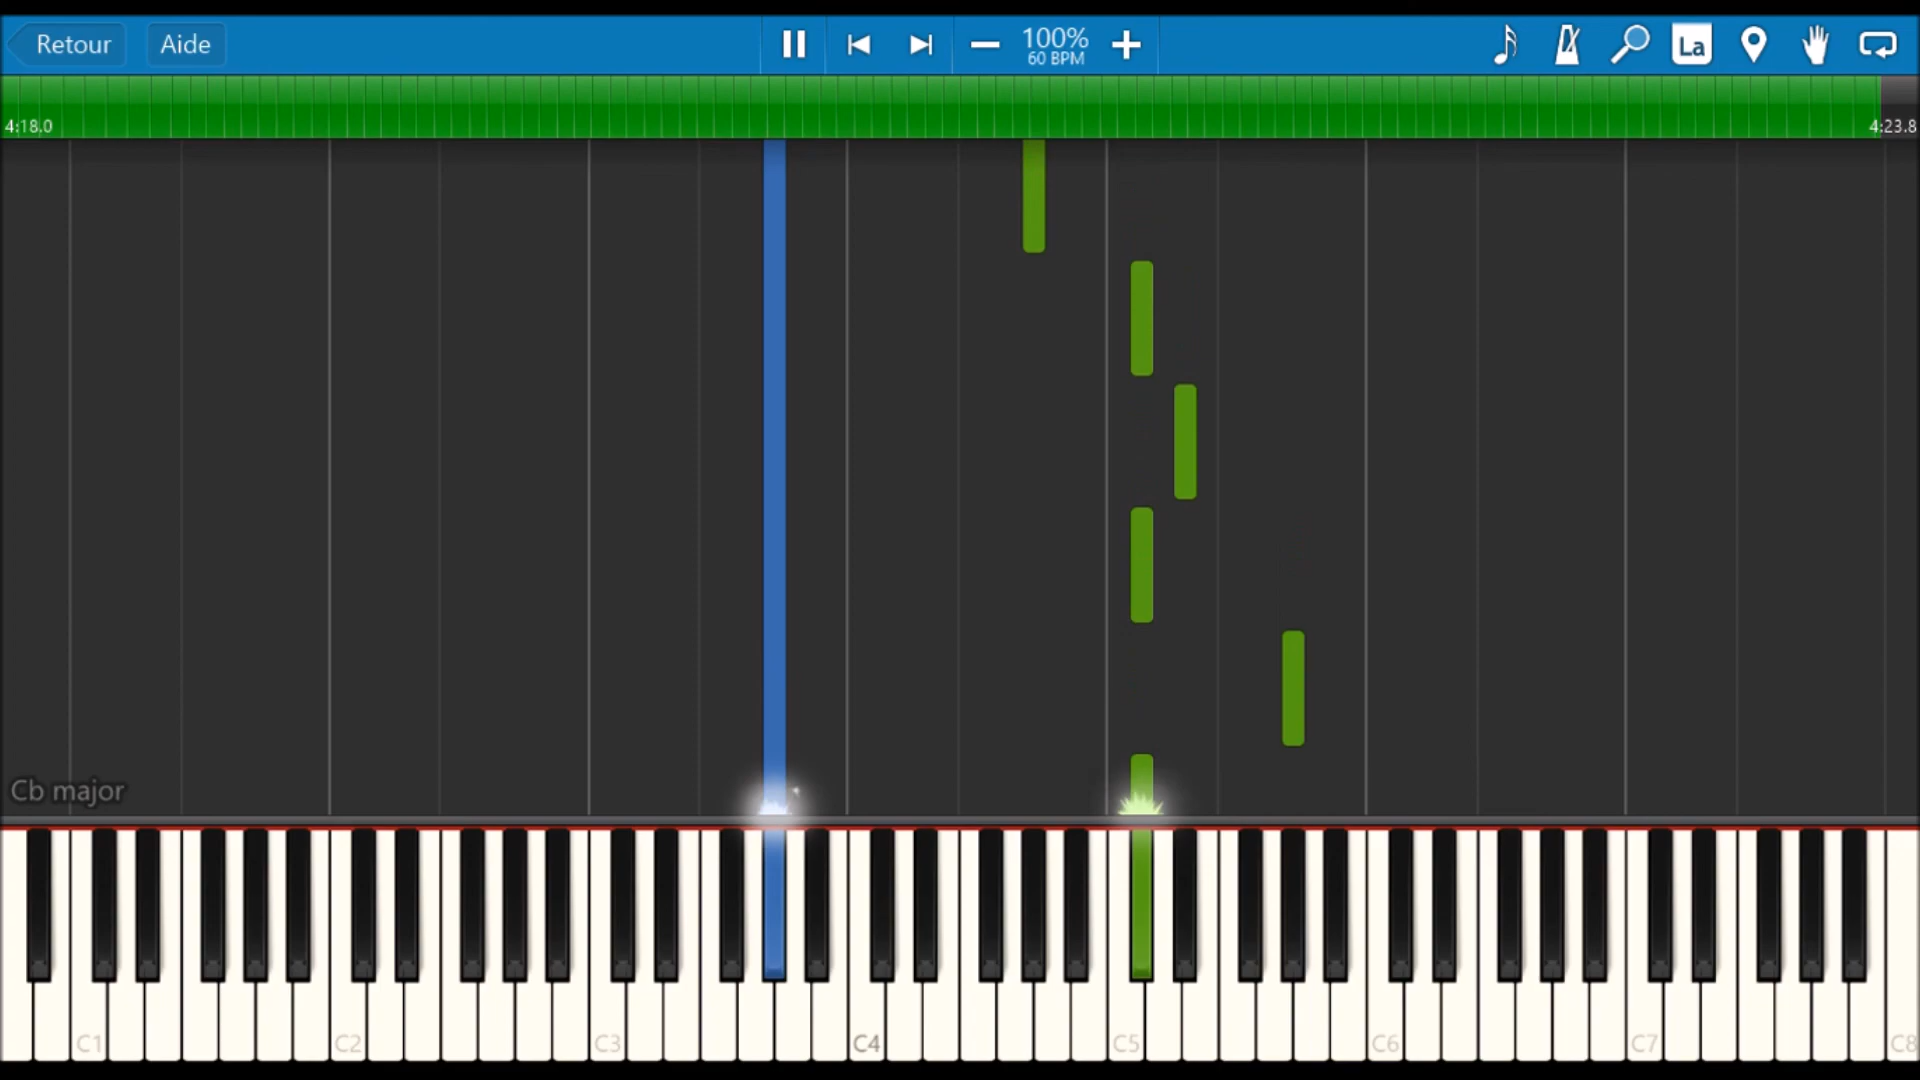 Retour
Aide
100%
60 BPM
La
4:18.0
4:23.8
Cb major
C1
C2
C3
C4
C5
C6
C7
C8